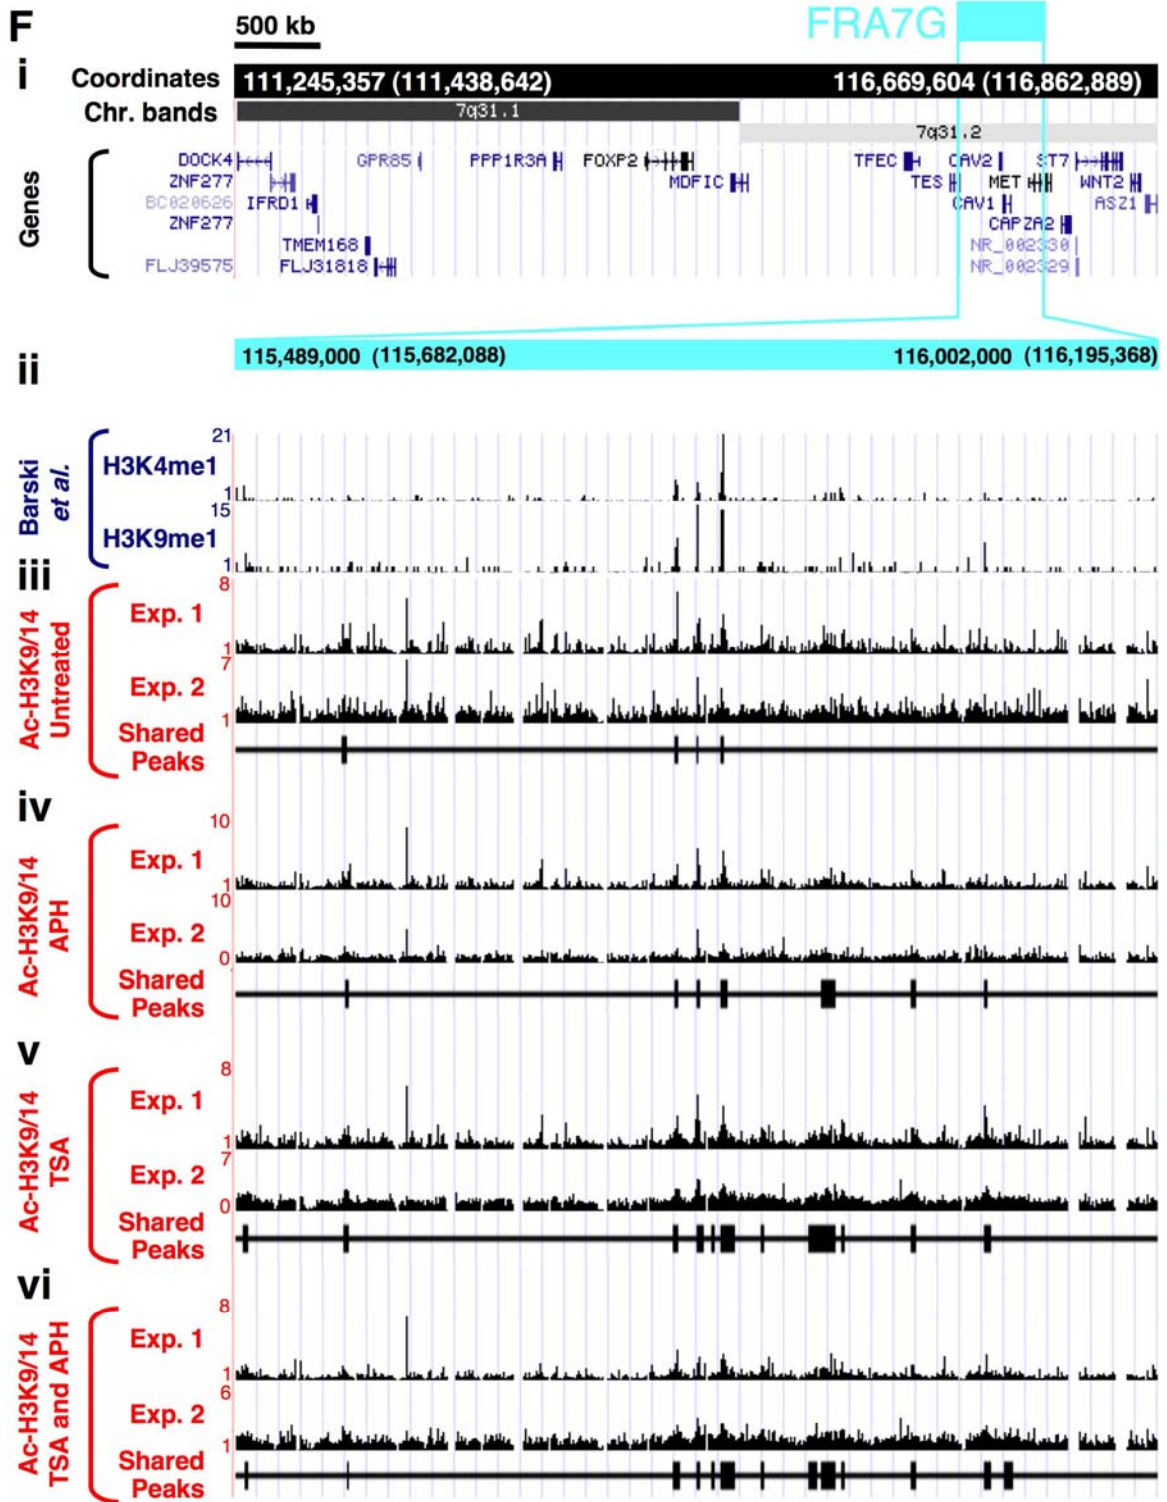 F
500 kb
FRA7G
i
Coordinates
111,245,357 (111,438,642)
116,669,604 (116,862,889)
Chr. bands
7q31.1
7q31.2
Genes
DOCK4
GPR85
PPP1R3A
FOXP2
TFEC
CAV2
ST7
ZNF277
MDFIC
TES
MET
WNT2
BC020626
IFRD1
CAV1
ASZ1
ZNF277
CAPZA2
TMEM168
NR_002330
FLJ39575
FLJ31818
NR_002329
ii
115,489,000 (115,682,088)
116,002,000 (116,195,368)
Barski
et al.
21
H3K4me1
1
15
H3K9me1
1
iii
Ac-H3K9/14
Untreated
8
Exp. 1
1
7
Exp. 2
1
Shared
Peaks
iv
Ac-H3K9/14
APH
10
Exp. 1
1
10
Exp. 2
0
Shared
Peaks
v
Ac-H3K9/14
TSA
8
Exp. 1
1
7
Exp. 2
0
Shared
Peaks
vi
Ac-H3K9/14
TSA and APH
8
Exp. 1
1
6
Exp. 2
1
Shared
Peaks